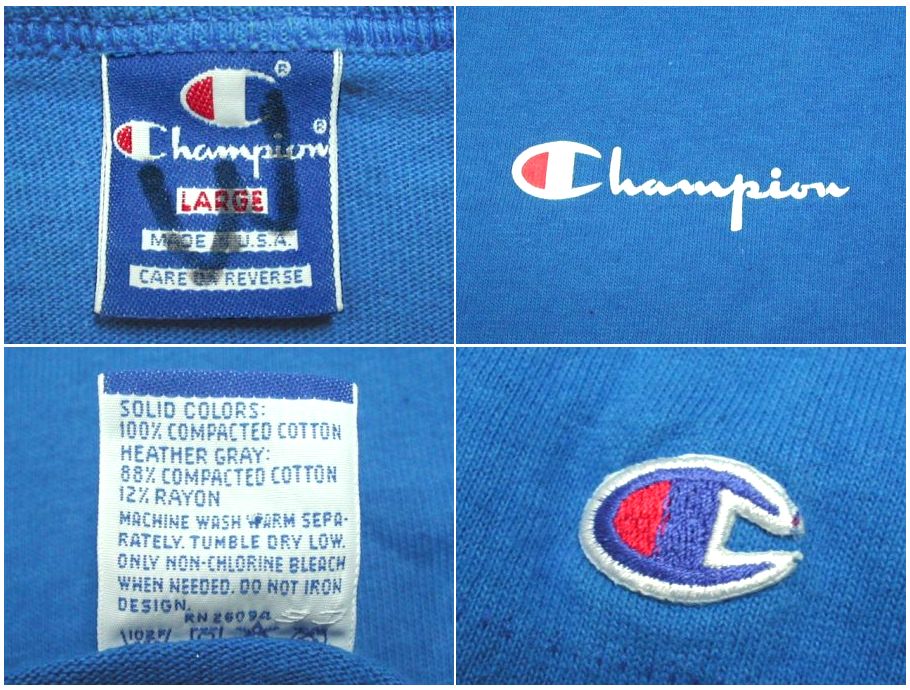 Champion®
LARGE
MADE IN U.S.A.
CARE ON REVERSE
Champion
SOLID COLORS:
100% COMPACTED COTTON
HEATHER GRAY:
88% COMPACTED COTTON
12% RAYON
MACHINE WASH WARM SEPA-
RATELY. TUMBLE DRY LOW.
ONLY NON-CHLORINE BLEACH
WHEN NEEDED. DO NOT IRON
DESIGN.
RN 26094